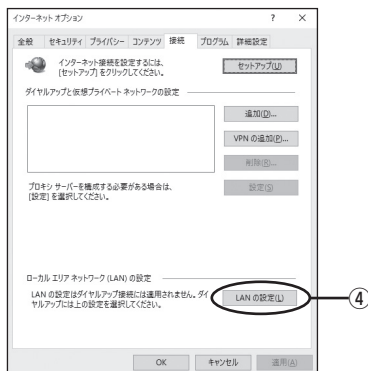 インターネット オプション ? ×
全般 セキュリティ プライバシー コンテンツ 接続 プログラム 詳細設定
インターネット接続を設定するには、
[セットアップ] をクリックしてください。
セットアップ(U)
ダイヤルアップと仮想プライベート ネットワークの設定
追加(D)...
VPN の追加(P)...
削除(R)...
プロキシ サーバーを構成する必要がある場合は、
[設定] を選択してください。
設定(S)
ローカル エリア ネットワーク (LAN) の設定
LAN の設定はダイヤルアップ接続には適用されません。ダイ
ヤルアップには上の設定を選択してください。
LAN の設定(L)
④
OK キャンセル 適用(A)